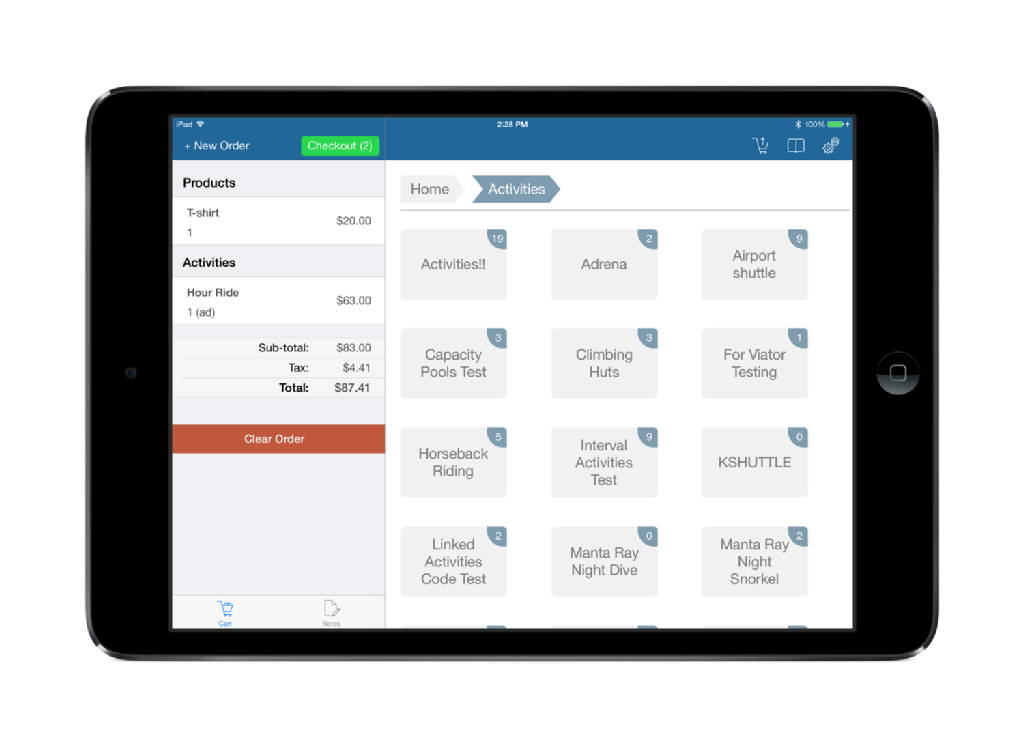 iPad
2:28 PM
100%
+ New Order
Checkout (2)
Products
T-shirt
1
$20.00
Activities
Hour Ride
1 (ad)
$63.00
Sub-total: $83.00
Tax: $4.41
Total: $87.41
Clear Order
Cart
Notes
Home
Activities
19
Activities!!
2
Adrena
9
Airport
shuttle
3
Capacity
Pools Test
3
Climbing
Huts
1
For Viator
Testing
5
Horseback
Riding
9
Interval
Activities
Test
0
KSHUTTLE
2
Linked
Activities
Code Test
0
Manta Ray
Night Dive
2
Manta Ray
Night
Snorkel